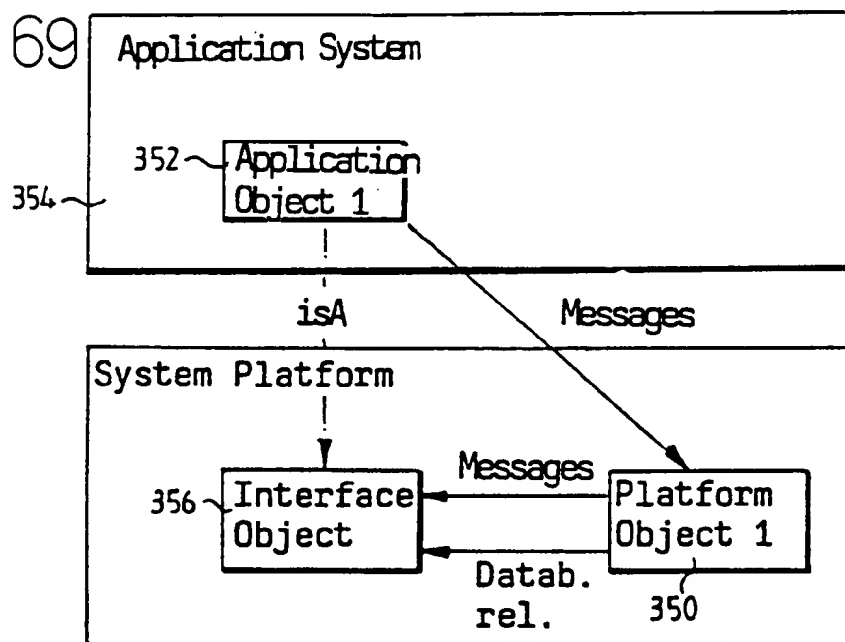 69
Application System
352
Application
Object 1
354
isA
Messages
System Platform
Messages
356
Interface
Object
Platform
Object 1
Datab.
rel.
350